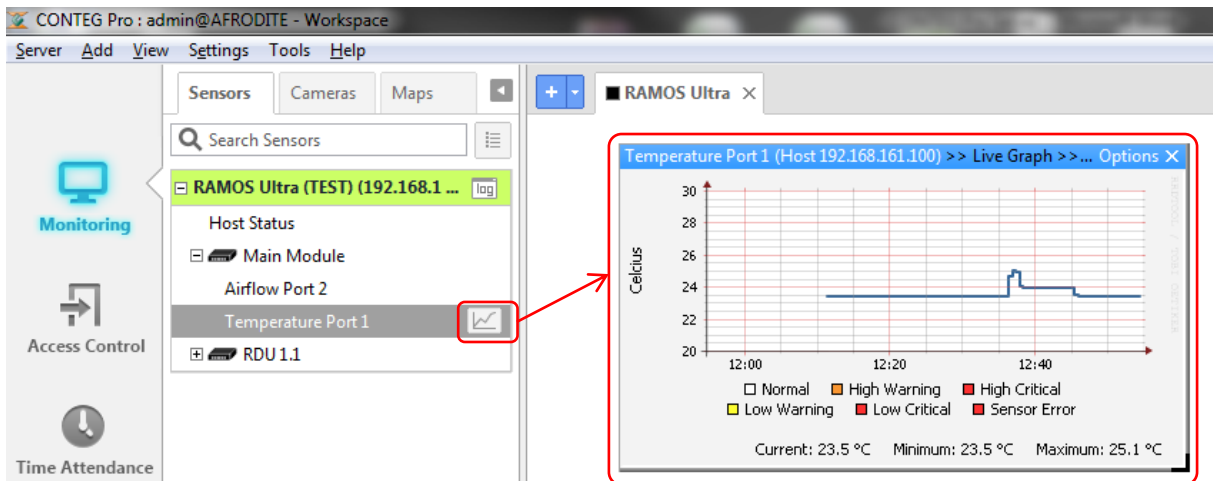 CONTEG Pro : admin@AFRODITE - Workspace
Server Add View Settings Tools Help
Sensors Cameras Maps
Search Sensors
RAMOS Ultra (TEST) (192.168.1 ... log
Host Status
Main Module
Airflow Port 2
Temperature Port 1
RDU 1.1
Monitoring
Access Control
Time Attendance
+ RAMOS Ultra ×
Temperature Port 1 (Host 192.168.161.100) >> Live Graph >>... Options ×
Celcius
30
28
26
24
22
20
12:00 12:20 12:40
Normal High Warning High Critical
Low Warning Low Critical Sensor Error
Current: 23.5 °C Minimum: 23.5 °C Maximum: 25.1 °C
RRDTOOL / TOBI OETIKER